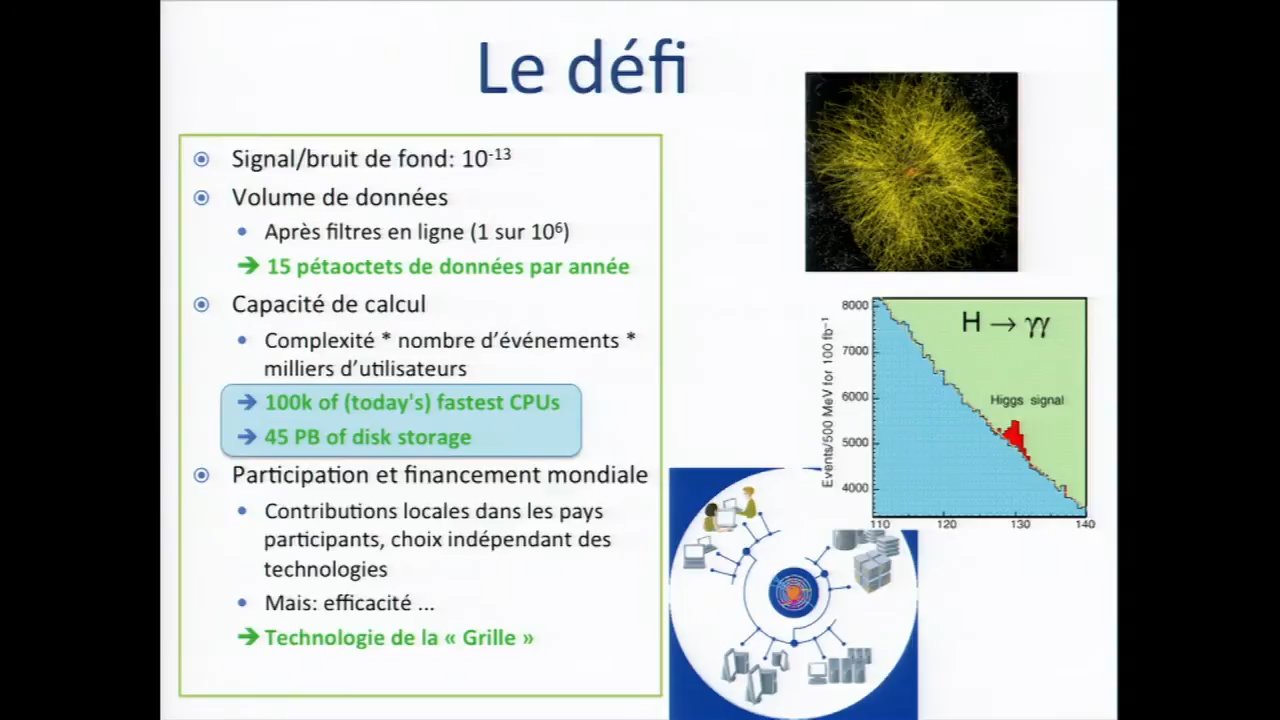 Le défi
Signal/bruit de fond: 10⁻¹³
Volume de données
Après filtres en ligne (1 sur 10⁶)
➔ 15 pétaoctets de données par année
Capacité de calcul
Complexité * nombre d'événements *
milliers d'utilisateurs
➔ 100k of (today's) fastest CPUs
➔ 45 PB of disk storage
Participation et financement mondiale
Contributions locales dans les pays
participants, choix indépendant des
technologies
Mais: efficacité ...
➔ Technologie de la « Grille »
H → γγ
Higgs signal
Events/500 MeV for 100 fb⁻¹
8000
7000
6000
5000
4000
110 120 130 140